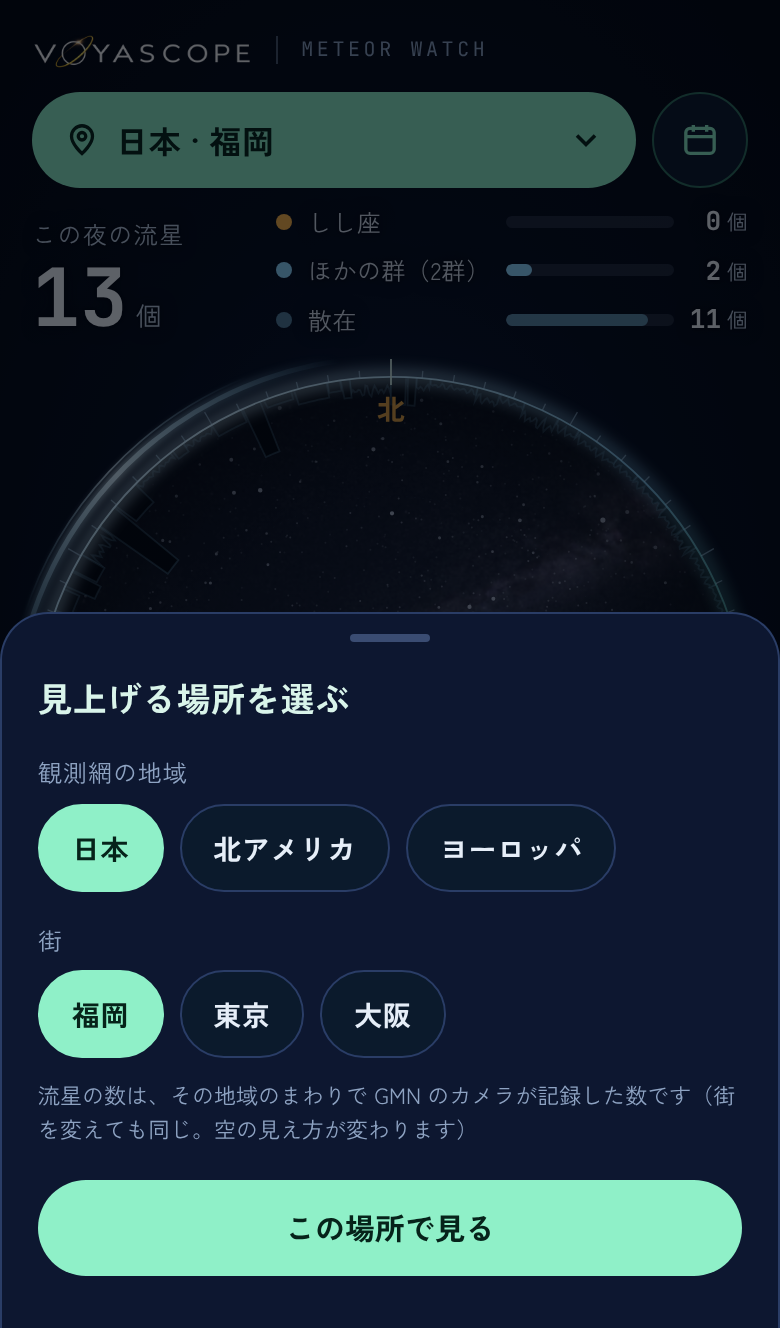 VOYASCOPE METEOR WATCH
日本・福岡
この夜の流星
13 個
しし座 0 個
ほかの群（2群） 2 個
散在 11 個
北
見上げる場所を選ぶ
観測網の地域
日本 北アメリカ ヨーロッパ
街
福岡 東京 大阪
流星の数は、その地域のまわりで GMN のカメラが記録した数です（街
を変えても同じ。空の見え方が変わります）
この場所で見る